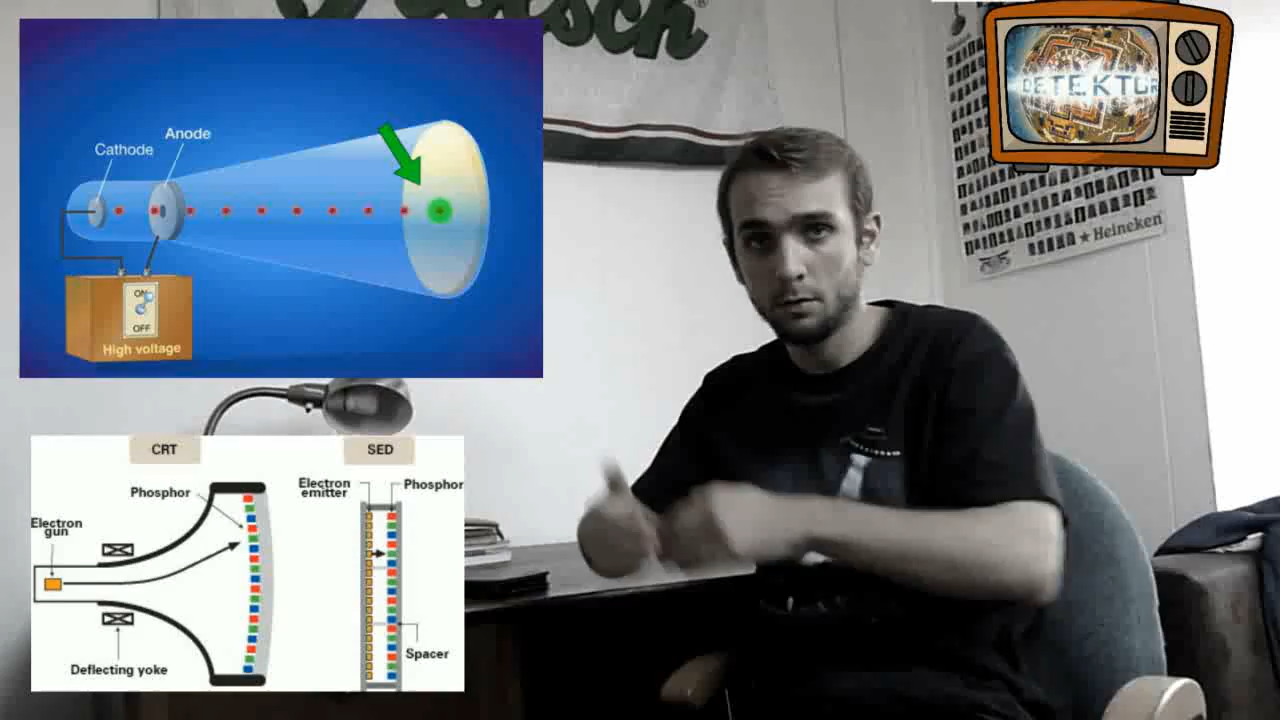 Cathode
Anode
ON
OFF
High voltage
CRT
SED
Phosphor
Electron
gun
Deflecting yoke
Electron
emitter
Phosphor
Spacer
DETEKTOR
★ Heineken